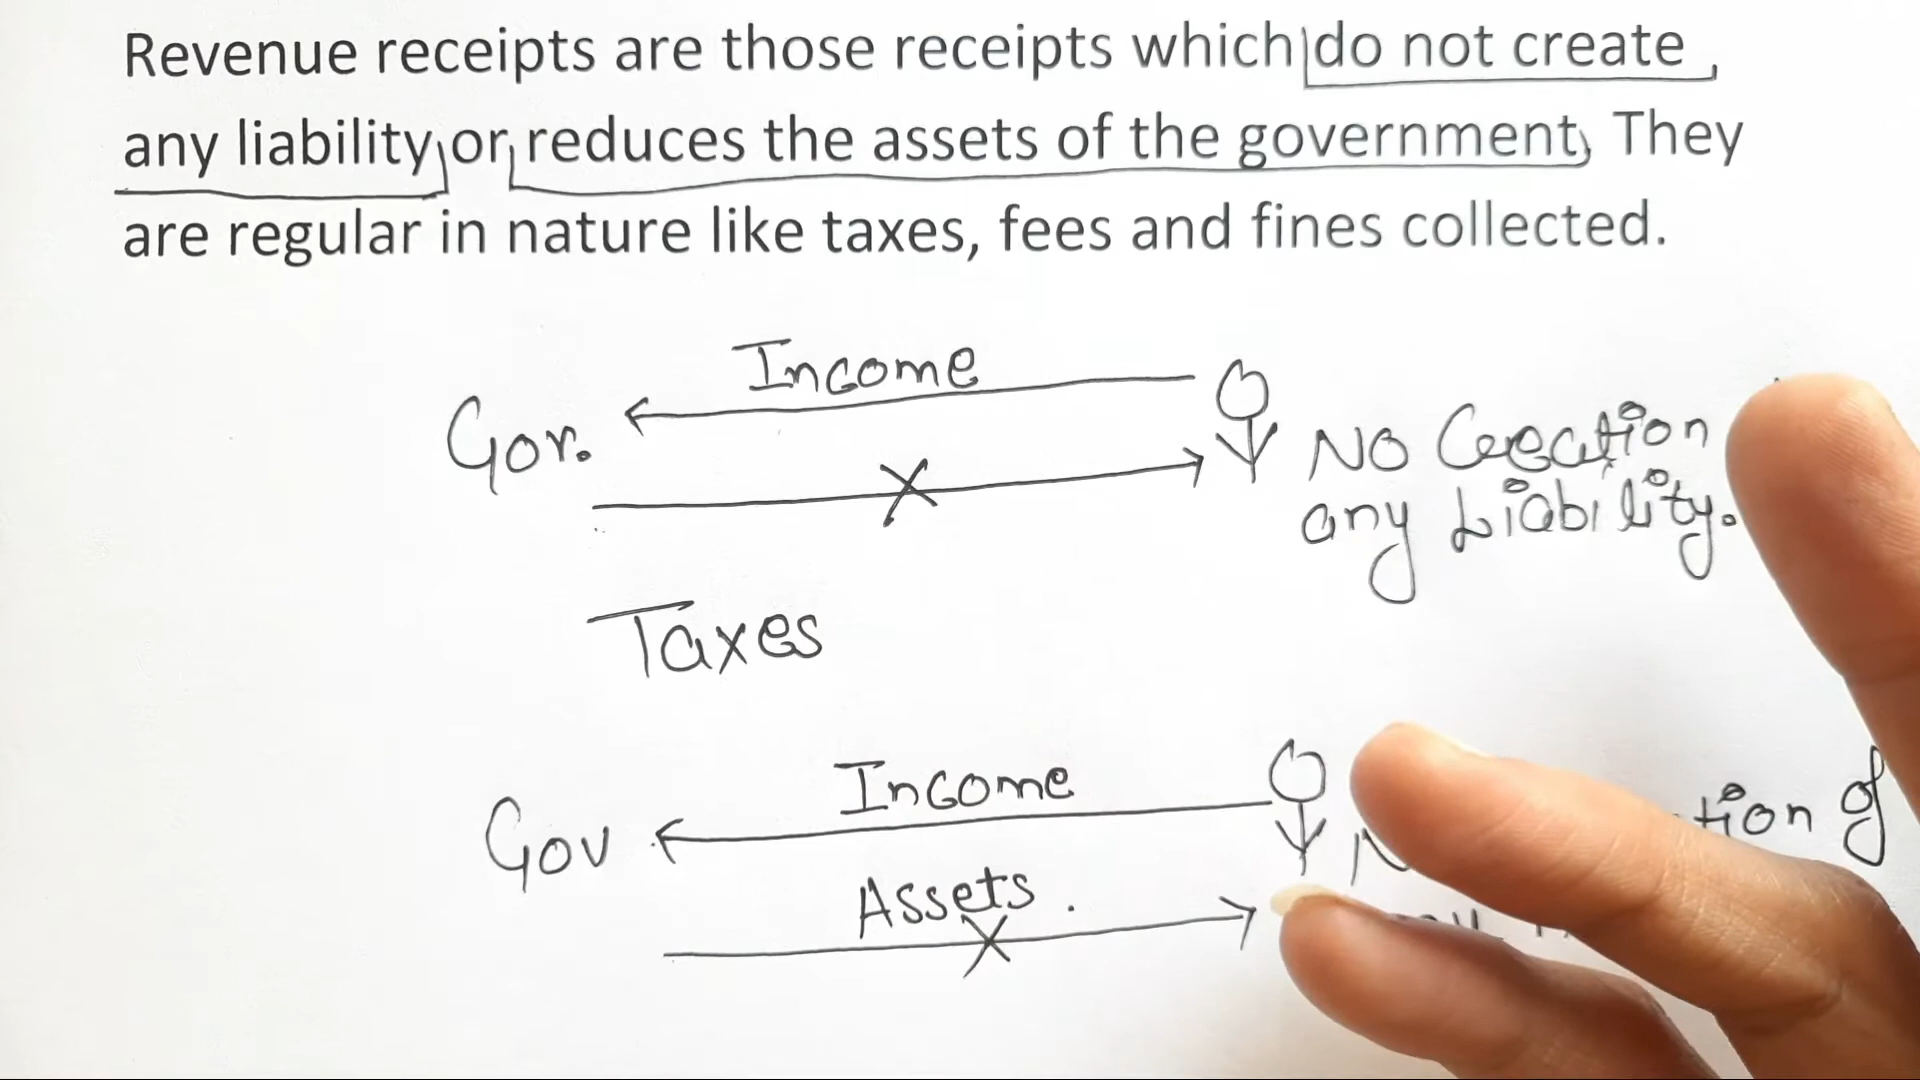 Revenue receipts are those receipts which do not create
any liability or reduces the assets of the government. They
are regular in nature like taxes, fees and fines collected.
Income
Gov.
No Creation
any Liability.
Taxes
Income
Gov
tion of
Assets.